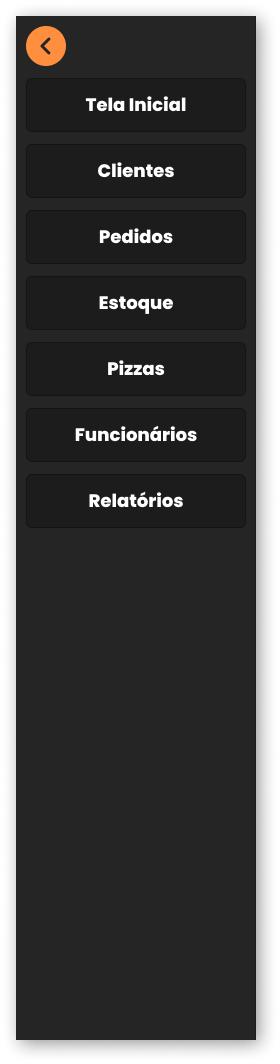 Tela Inicial
Clientes
Pedidos
Estoque
Pizzas
Funcionários
Relatórios